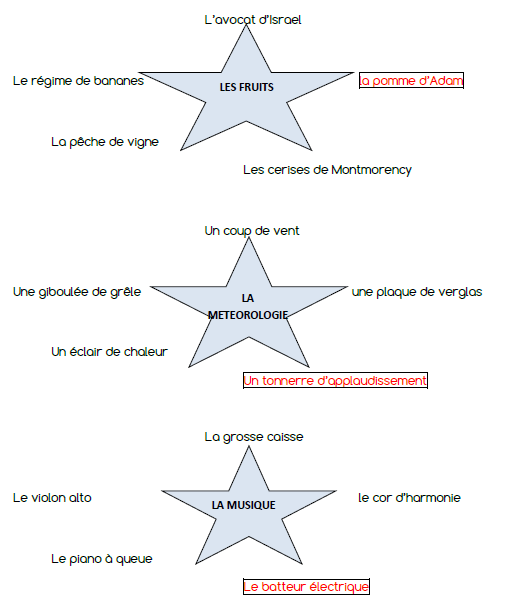 L'avocat d'Israel
Le régime de bananes
LES FRUITS
la pomme d'Adam
La pêche de vigne
Les cerises de Montmorency
Un coup de vent
Une giboulée de grêle
LA
METEOROLOGIE
une plaque de verglas
Un éclair de chaleur
Un tonnerre d'applaudissement
La grosse caisse
Le violon alto
LA MUSIQUE
le cor d'harmonie
Le piano à queue
Le batteur électrique